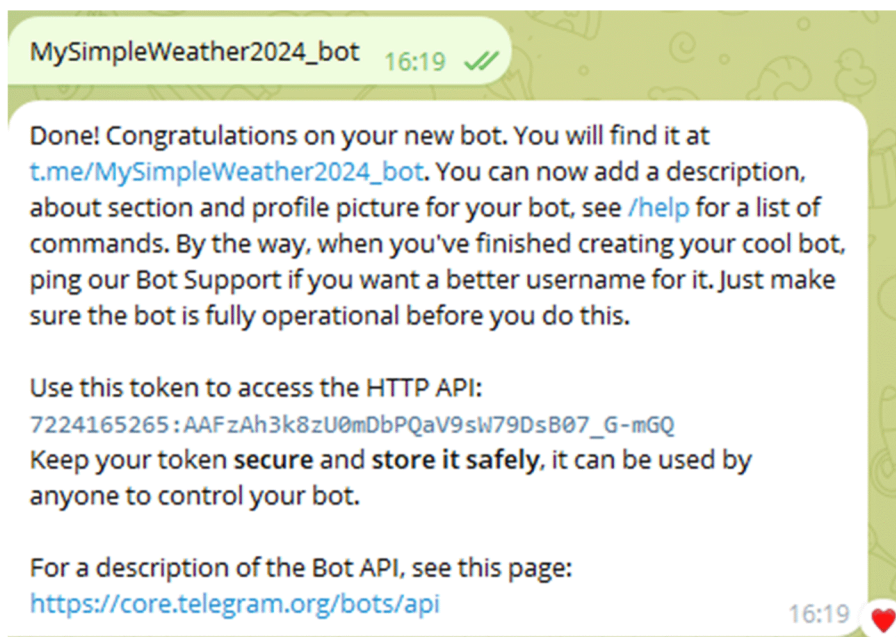 MySimpleWeather2024_bot 16:19
Done! Congratulations on your new bot. You will find it at
t.me/MySimpleWeather2024_bot. You can now add a description,
about section and profile picture for your bot, see /help for a list of
commands. By the way, when you've finished creating your cool bot,
ping our Bot Support if you want a better username for it. Just make
sure the bot is fully operational before you do this.
Use this token to access the HTTP API:
7224165265:AAFzAh3k8zU0mDbPQaV9sW79DsB07_G-mGQ
Keep your token secure and store it safely, it can be used by
anyone to control your bot.
For a description of the Bot API, see this page:
https://core.telegram.org/bots/api
16:19